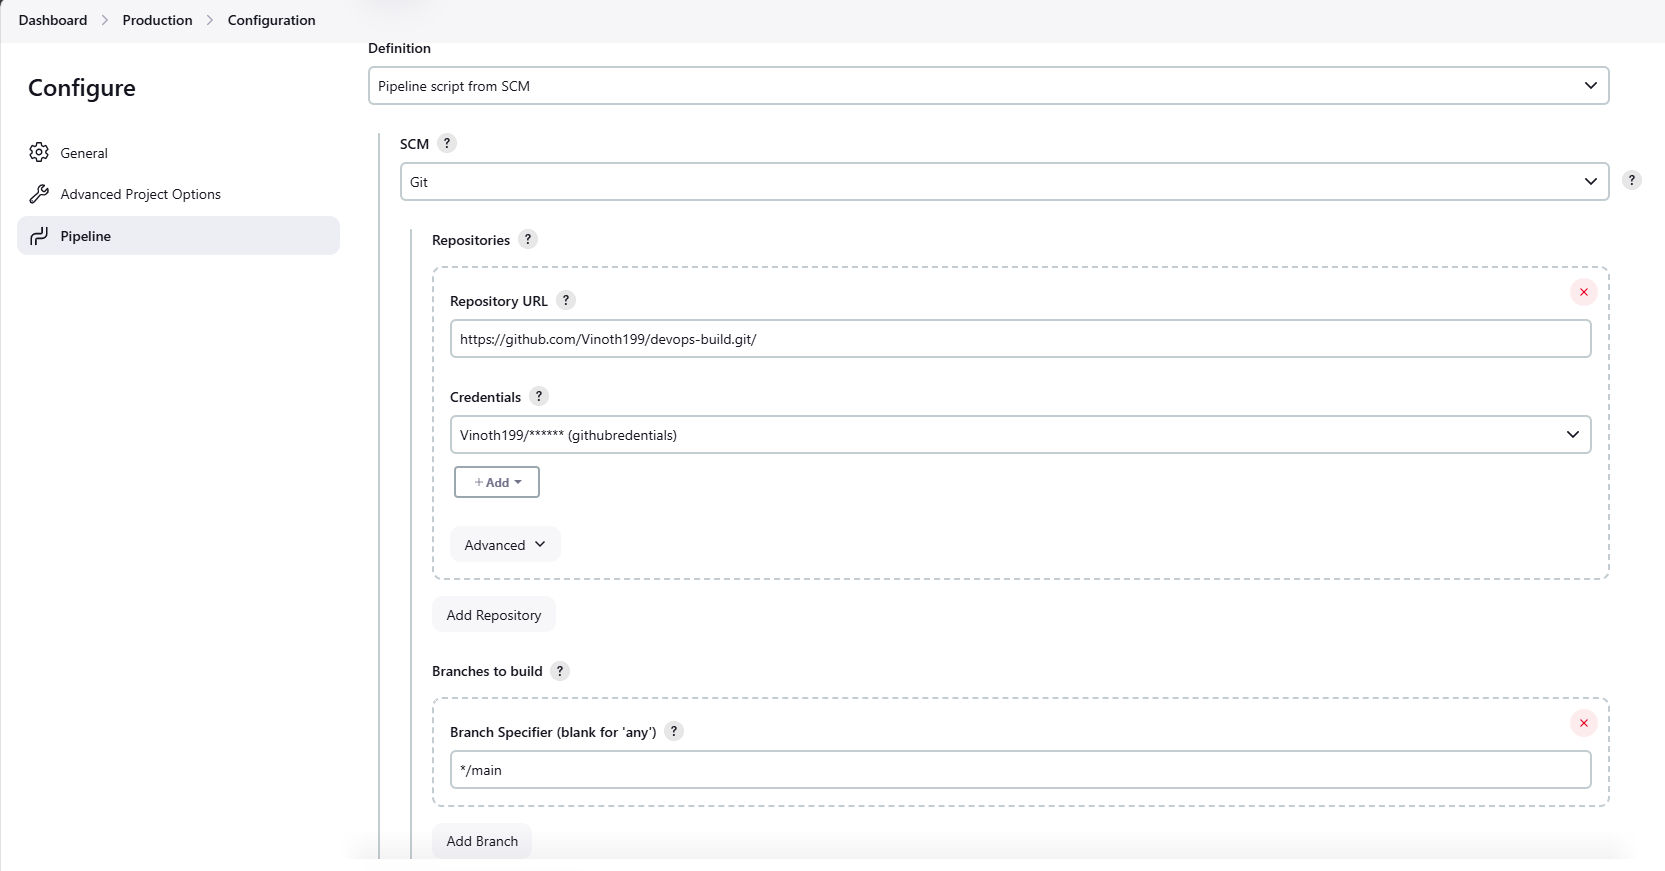 Dashboard > Production > Configuration
Configure
General
Advanced Project Options
Pipeline
Definition
Pipeline script from SCM
SCM ?
Git
?
Repositories ?
Repository URL ?
https://github.com/Vinoth199/devops-build.git/
Credentials ?
Vinoth199/****** (githubredentials)
+ Add
Advanced
Add Repository
Branches to build ?
Branch Specifier (blank for 'any') ?
*/main
Add Branch